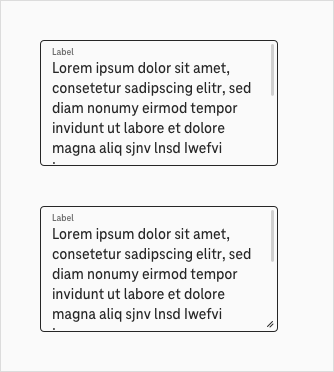 Label
Lorem ipsum dolor sit amet,
consetetur sadipscing elitr, sed
diam nonumy eirmod tempor
invidunt ut labore et dolore
magna aliq sjnv lnsd Iwefvi
Label
Lorem ipsum dolor sit amet,
consetetur sadipscing elitr, sed
diam nonumy eirmod tempor
invidunt ut labore et dolore
magna aliq sjnv lnsd Iwefvi